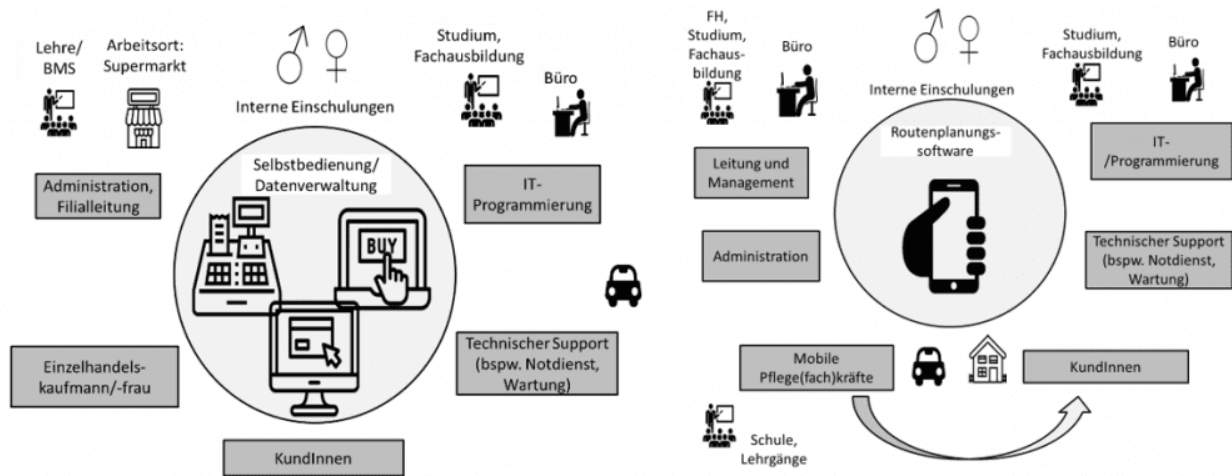 Lehre/
BMS
Arbeitsort:
Supermarkt
Interne Einschulungen
Studium,
Fachausbildung
Büro
Selbstbedienung/
Datenverwaltung
Administration,
Filialleitung
IT-
Programmierung
BUY
Einzelhandels-
kaufmann/-frau
Technischer Support
(bspw. Notdienst,
Wartung)
KundInnen
FH,
Studium,
Fachaus-
bildung
Büro
Interne Einschulungen
Studium,
Fachausbildung
Büro
Routenplanungs-
software
Leitung und
Management
IT-
/Programmierung
Administration
Technischer Support
(bspw. Notdienst,
Wartung)
Mobile
Pflege(fach)kräfte
KundInnen
Schule,
Lehrgänge